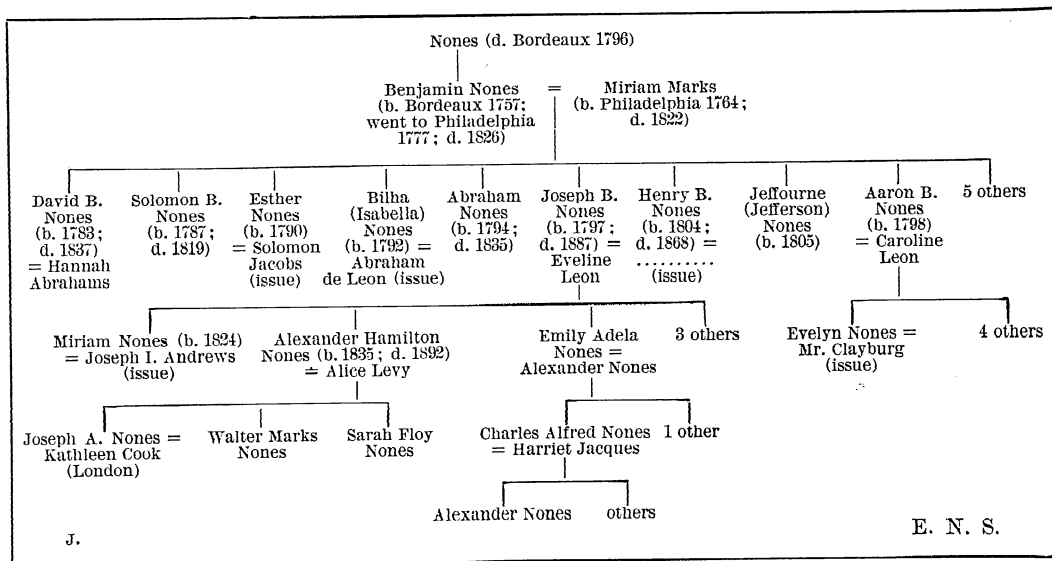 Nones (d. Bordeaux 1796)
Benjamin Nones = Miriam Marks
(b. Bordeaux 1757; (b. Philadelphia 1764;
went to Philadelphia d. 1822)
1777; d. 1826)
David B.
Nones
(b. 1783;
d. 1837)
= Hannah
Abrahams
Solomon B.
Nones
(b. 1787;
d. 1819)
Esther
Nones
(b. 1790)
= Solomon
Jacobs
(issue)
Bilha
(Isabella)
Nones
(b. 1792) =
Abraham
de Leon (issue)
Abraham
Nones
(b. 1794;
d. 1835)
Joseph B.
Nones
(b. 1797;
d. 1887) =
Eveline
Leon
Henry B.
Nones
(b. 1804;
d. 1868) =
..........
(issue)
Jeffourne
(Jefferson)
Nones
(b. 1805)
Aaron B.
Nones
(b. 1798)
= Caroline
Leon
5 others
Miriam Nones (b. 1824)
= Joseph I. Andrews
(issue)
Alexander Hamilton
Nones (b. 1835; d. 1892)
= Alice Levy
Emily Adela
Nones =
Alexander Nones
3 others
Evelyn Nones =
Mr. Clayburg
(issue)
4 others
Joseph A. Nones =
Kathleen Cook
(London)
Walter Marks
Nones
Sarah Floy
Nones
Charles Alfred Nones
= Harriet Jacques
1 other
Alexander Nones others
J. E. N. S.